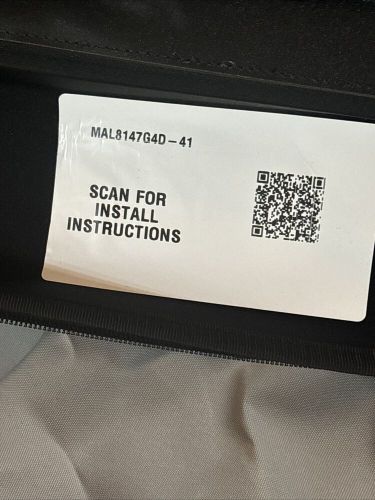 MAL8147G4D-41
SCAN FOR
INSTALL
INSTRUCTIONS